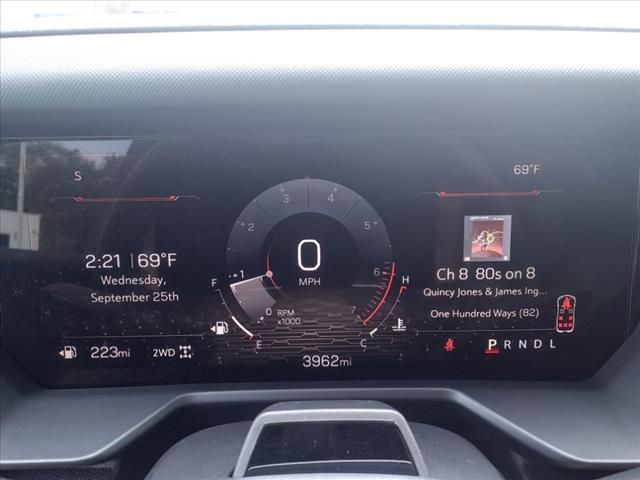 S
69°F
2:21 | 69°F
Wednesday,
September 25th
1 2 3 4 5 6 7
0
MPH
0 RPM
x1000
F
E
H
C
Ch 8 80s on 8
Quincy Jones & James Ing...
One Hundred Ways (82)
223mi 2WD
3962mi
P R N D L